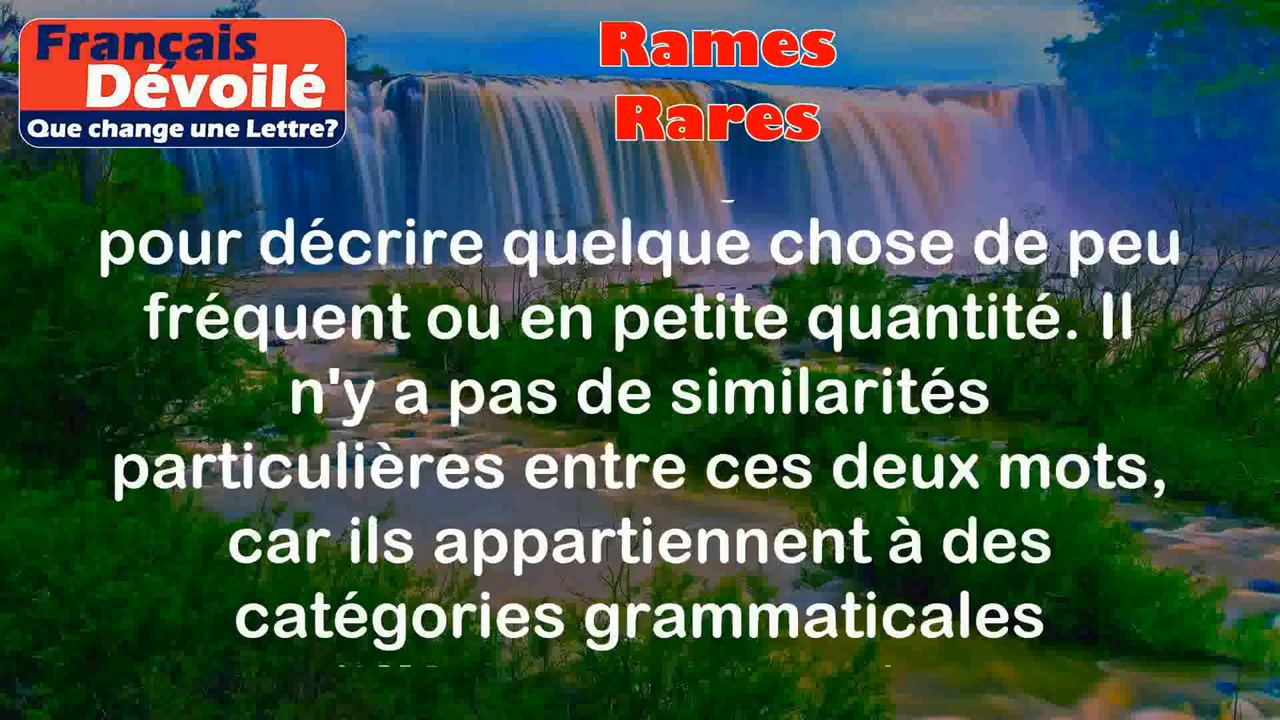 Français
Dévoilé
Que change une Lettre?
Rames
Rares
pour décrire quelque chose de peu
fréquent ou en petite quantité. Il
n'y a pas de similarités
particulières entre ces deux mots,
car ils appartiennent à des
catégories grammaticales